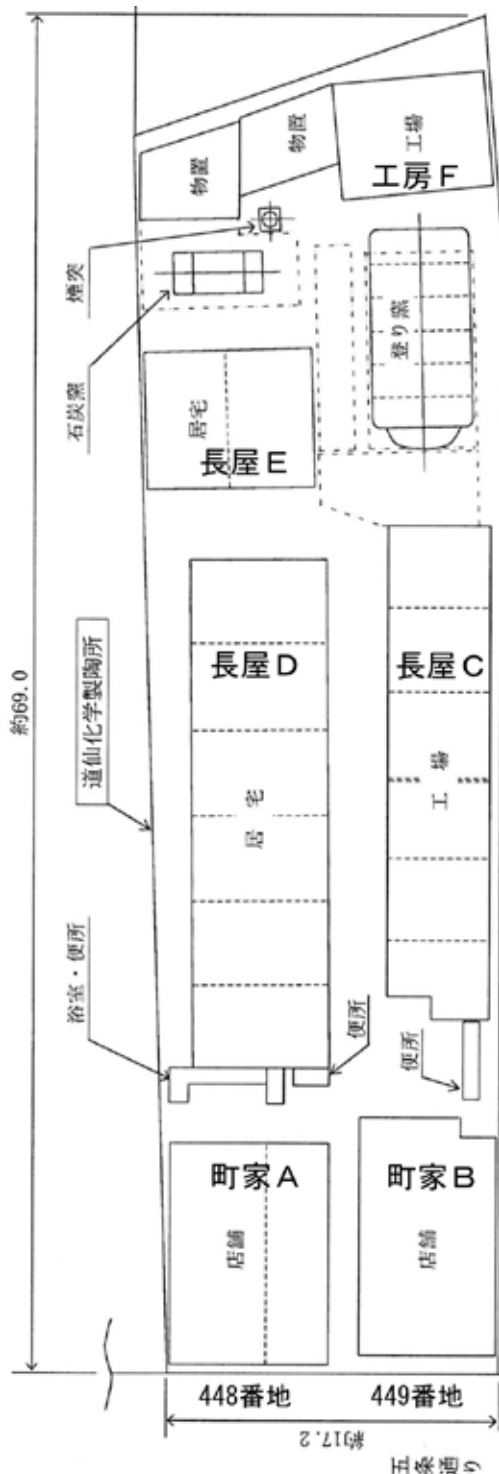 約69.0
物置
物置
工場
工房F
煙突
石炭窯
登り窯
居宅
長屋E
道仙化学製陶所
長屋D
居宅
長屋C
工場
浴室・便所
便所
便所
町家A
店舗
町家B
店舗
448番地
449番地
約17.2
五条通り